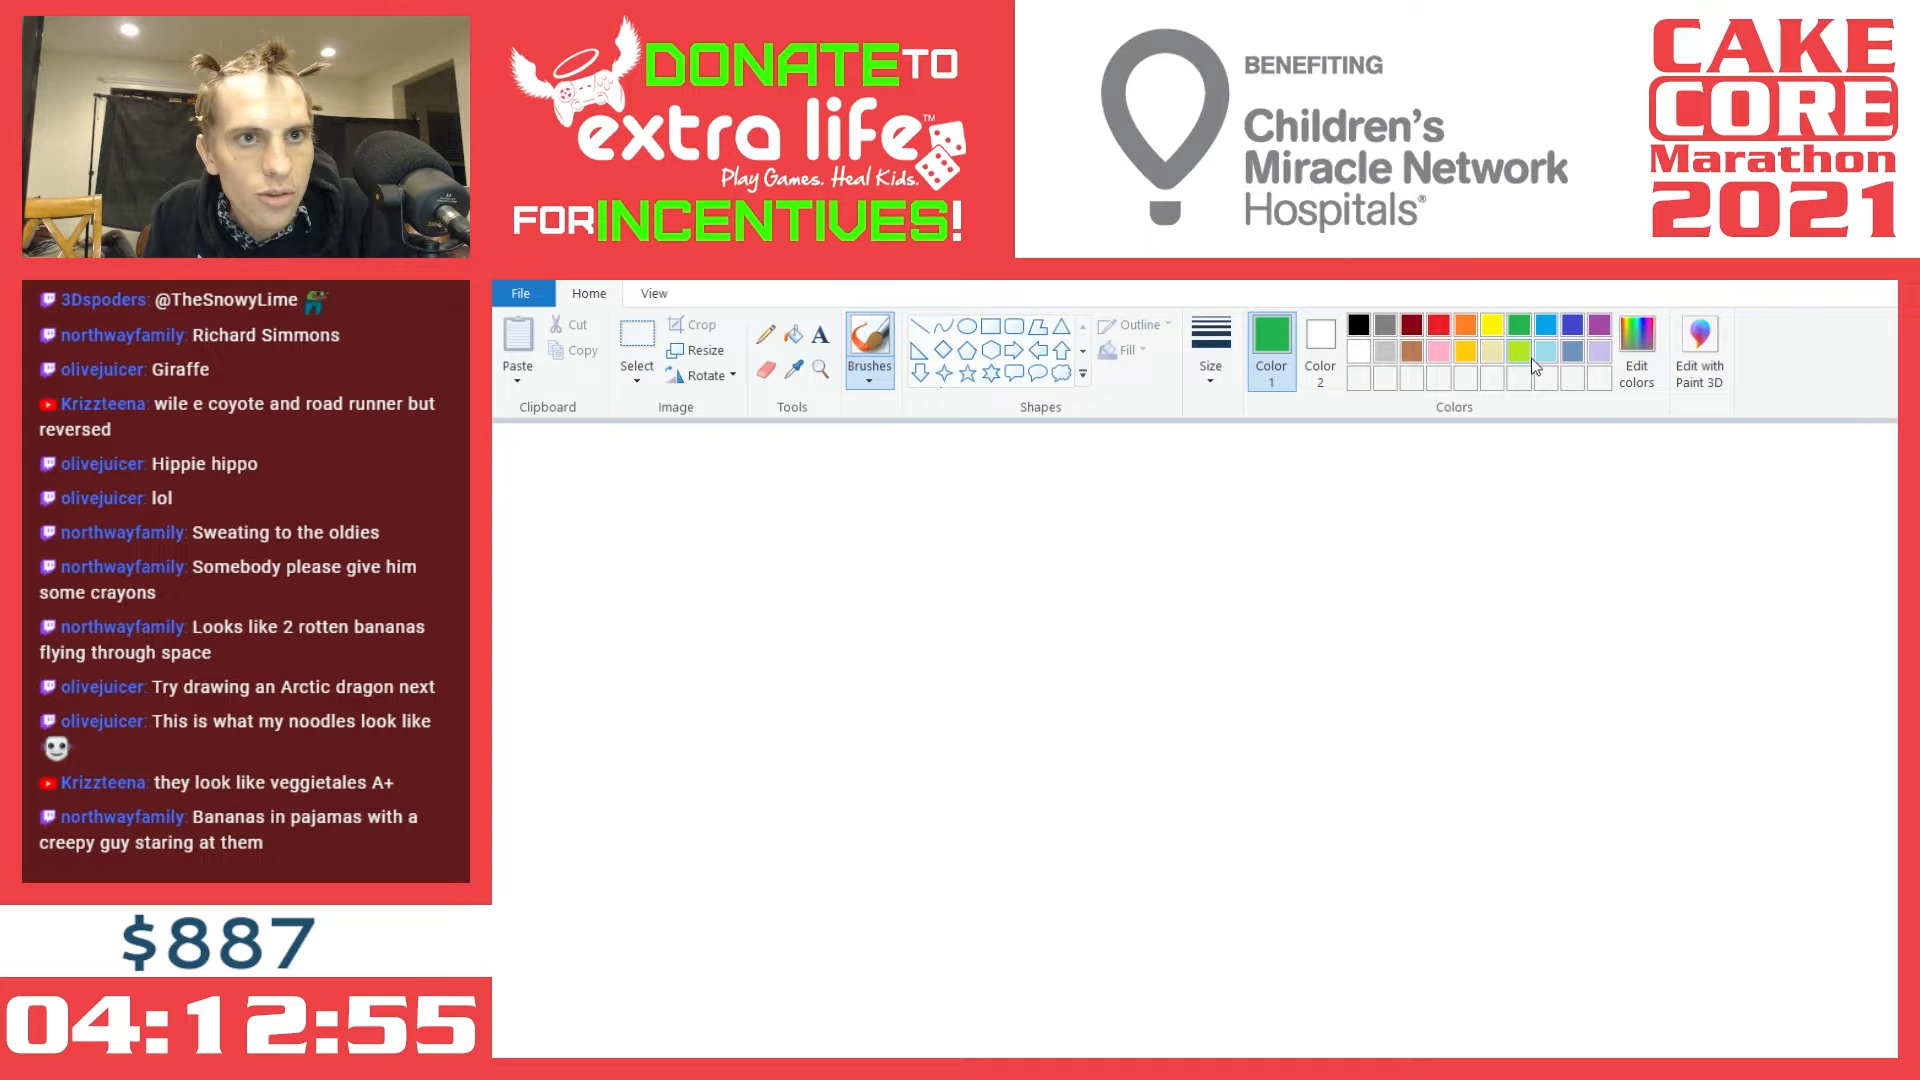 DONATE TO
extra life™
Play Games. Heal Kids.
FOR INCENTIVES!
BENEFITING
Children's
Miracle Network
Hospitals®
CAKE
CORE
Marathon
2021
3Dspoders: @TheSnowyLime
northwayfamily: Richard Simmons
olivejuicer: Giraffe
Krizzteena: wile e coyote and road runner but
reversed
olivejuicer: Hippie hippo
olivejuicer: lol
northwayfamily: Sweating to the oldies
northwayfamily: Somebody please give him
some crayons
northwayfamily: Looks like 2 rotten bananas
flying through space
olivejuicer: Try drawing an Arctic dragon next
olivejuicer: This is what my noodles look like
Krizzteena: they look like veggietales A+
northwayfamily: Bananas in pajamas with a
creepy guy staring at them
$887
04:12:55
File Home View
Paste
Cut
Copy
Clipboard
Select
Crop
Resize
Rotate
Image
A
Tools
Brushes
Outline
Fill
Shapes
Size
Color
1
Color
2
Edit
colors
Colors
Edit with
Paint 3D